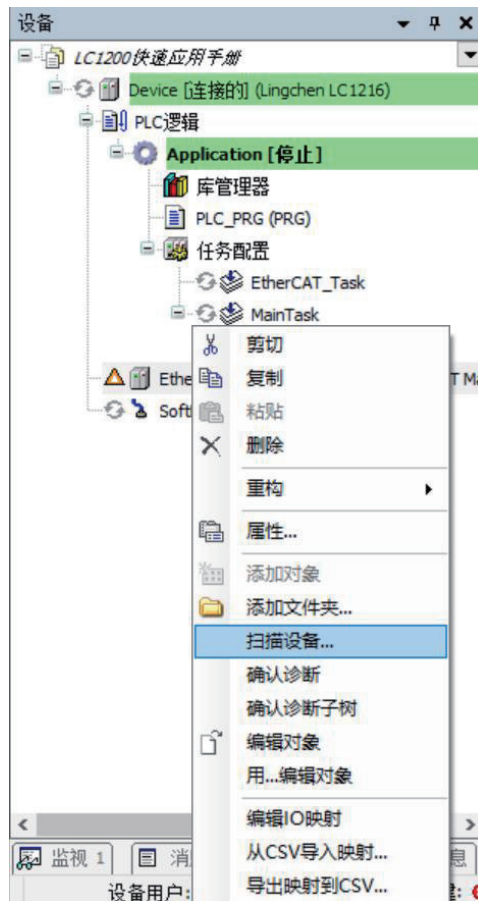 设备
LC1200快速应用手册
Device [连接的] (Lingchen LC1216)
PLC逻辑
Application [停止]
库管理器
PLC_PRG (PRG)
任务配置
EtherCAT_Task
MainTask
剪切
Ethe 复制 T Ma
Soft 粘贴
删除
重构
属性...
添加对象
添加文件夹...
扫描设备...
确认诊断
确认诊断子树
编辑对象
用...编辑对象
编辑IO映射
监视 1 消 从CSV导入映射... 息
设备用户: 导出映射到CSV...